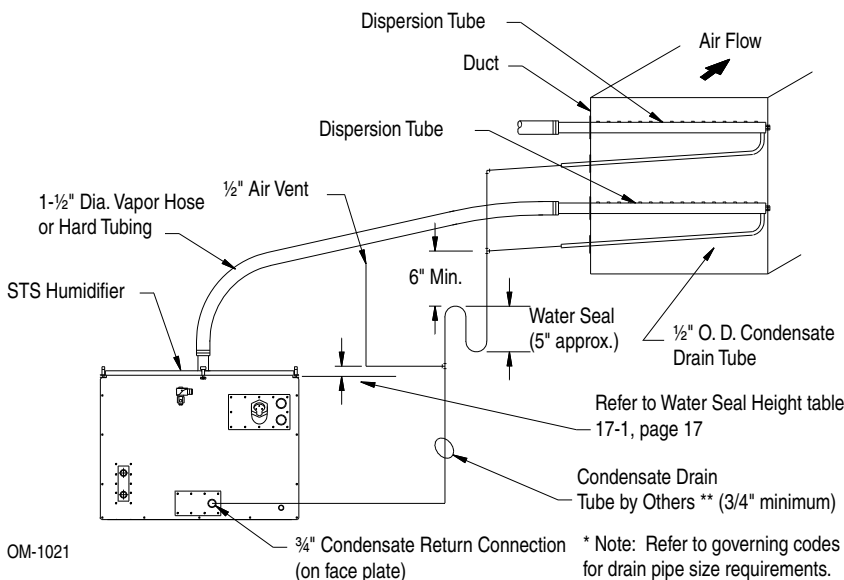 Dispersion Tube
Air Flow
Duct
Dispersion Tube
½" Air Vent
1-½" Dia. Vapor Hose
or Hard Tubing
6" Min.
STS Humidifier
Water Seal
(5" approx.)
½" O. D. Condensate
Drain Tube
Refer to Water Seal Height table
17-1, page 17
Condensate Drain
Tube by Others ** (3/4" minimum)
OM-1021
¾" Condensate Return Connection
(on face plate)
* Note: Refer to governing codes
for drain pipe size requirements.